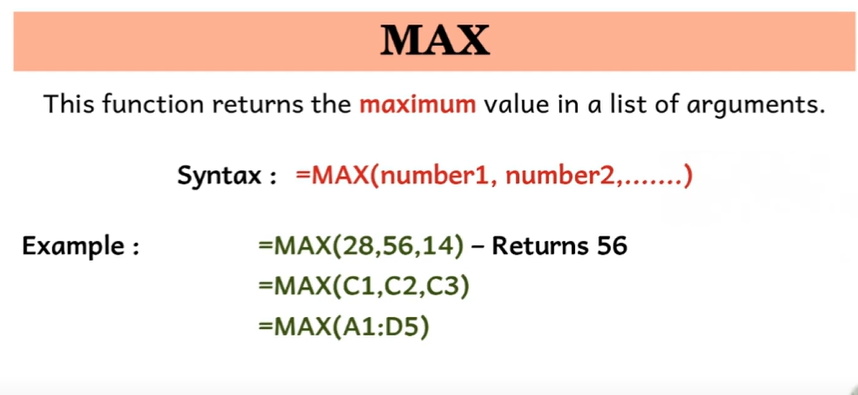 MAX
This function returns the maximum value in a list of arguments.
Syntax : =MAX(number1, number2,.......)
Example : =MAX(28,56,14) – Returns 56
=MAX(C1,C2,C3)
=MAX(A1:D5)